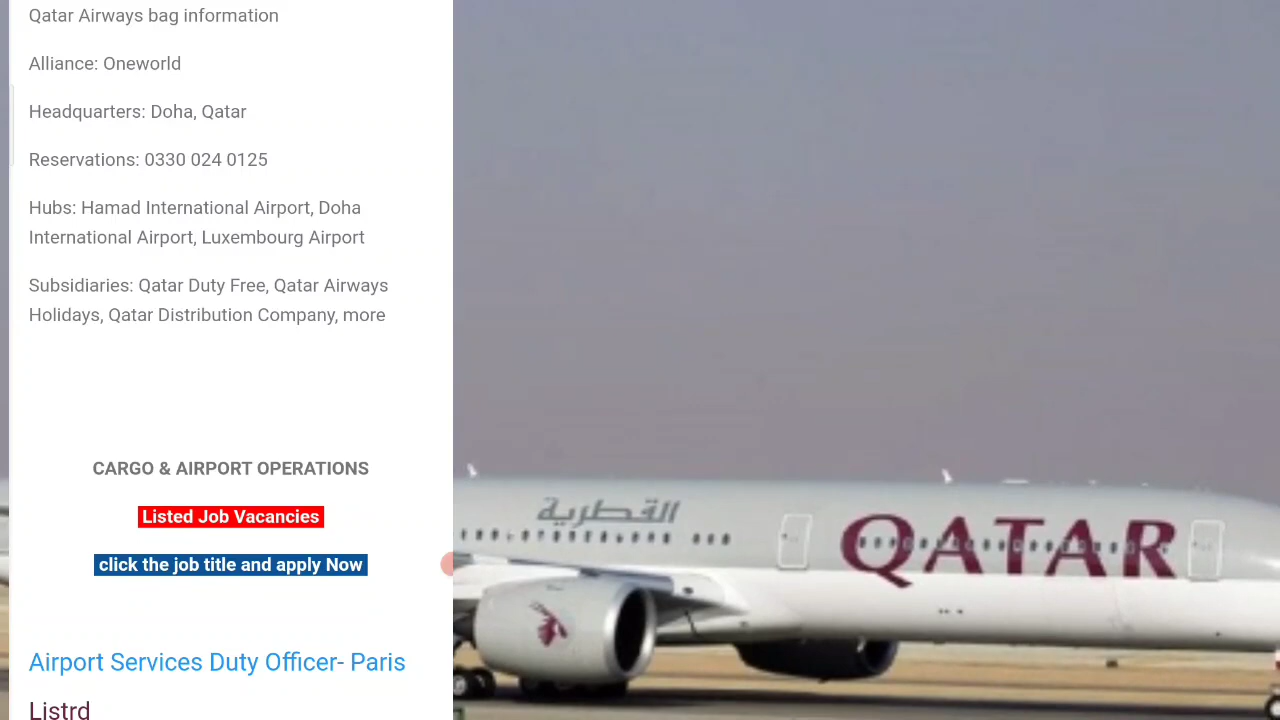 Qatar Airways bag information
Alliance: Oneworld
Headquarters: Doha, Qatar
Reservations: 0330 024 0125
Hubs: Hamad International Airport, Doha
International Airport, Luxembourg Airport
Subsidiaries: Qatar Duty Free, Qatar Airways
Holidays, Qatar Distribution Company, more
CARGO & AIRPORT OPERATIONS
Listed Job Vacancies
click the job title and apply Now
Airport Services Duty Officer- Paris
Listrd
القطرية
QATAR